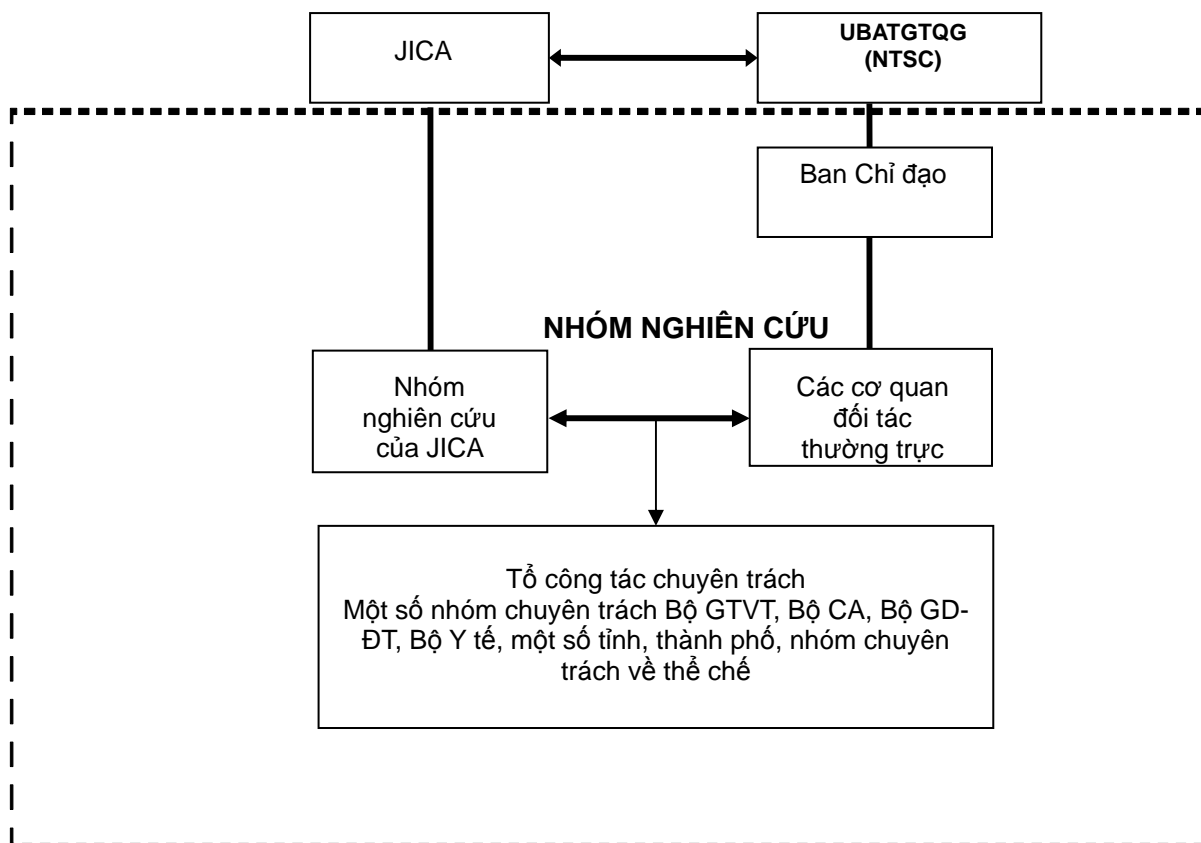 JICA
UBATGTQG
(NTSC)
Ban Chỉ đạo
NHÓM NGHIÊN CỨU
Nhóm
nghiên cứu
của JICA
Các cơ quan
đối tác
thường trực
Tổ công tác chuyên trách
Một số nhóm chuyên trách Bộ GTVT, Bộ CA, Bộ GD-
ĐT, Bộ Y tế, một số tỉnh, thành phố, nhóm chuyên
trách về thể chế